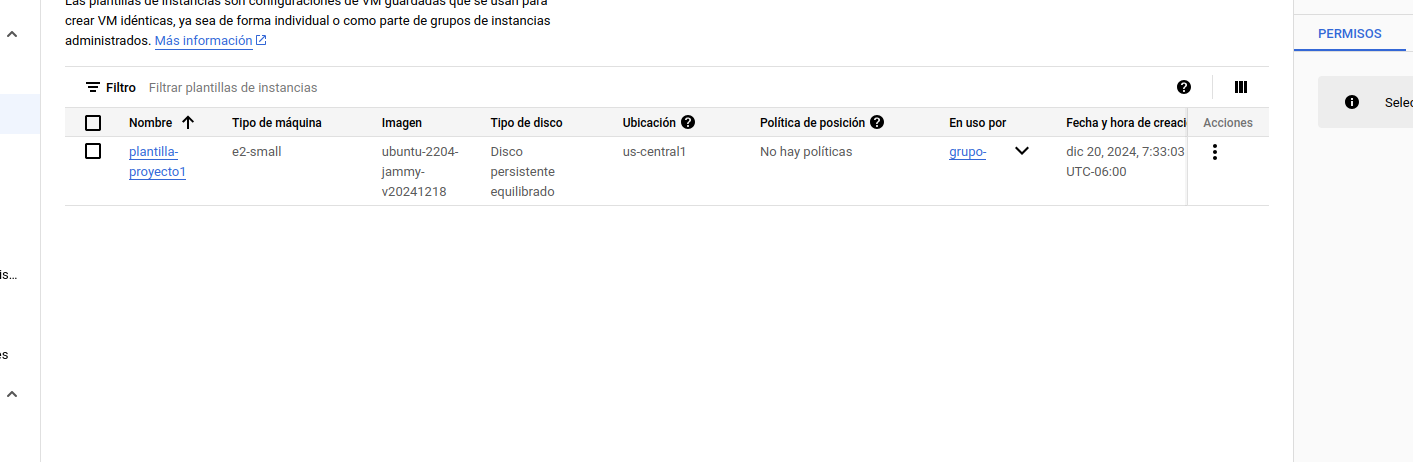 Las plantillas de instancias son configuraciones de VM guardadas que se usan para
crear VM idénticas, ya sea de forma individual o como parte de grupos de instancias
administrados. Más información
PERMISOS
Filtro Filtrar plantillas de instancias
Selec
Nombre Tipo de máquina Imagen Tipo de disco Ubicación Política de posición En uso por Fecha y hora de creaci Acciones
plantilla- e2-small ubuntu-2204- Disco us-central1 No hay políticas grupo- dic 20, 2024, 7:33:03
proyecto1 jammy- persistente UTC-06:00
v20241218 equilibrado
is...
es